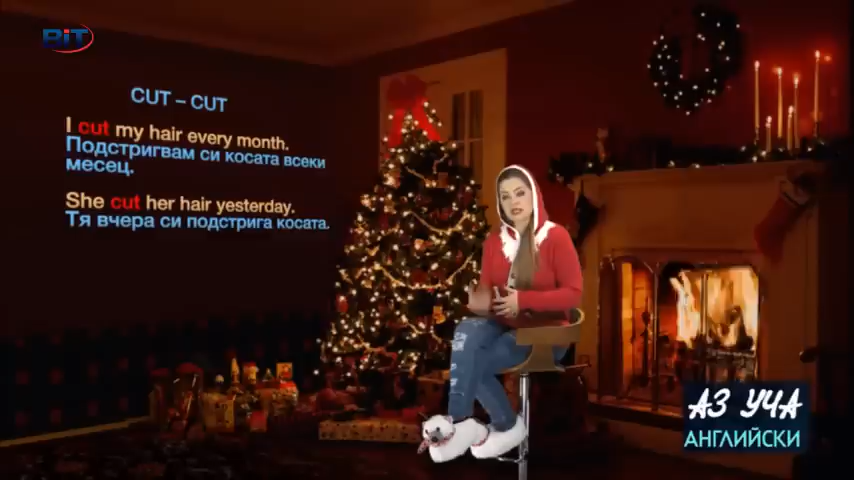 BiT
CUT – CUT
I cut my hair every month.
Подстригвам си косата всеки
месец.
She cut her hair yesterday.
Тя вчера си подстрига косата.
АЗ УЧА
АНГЛИЙСКИ